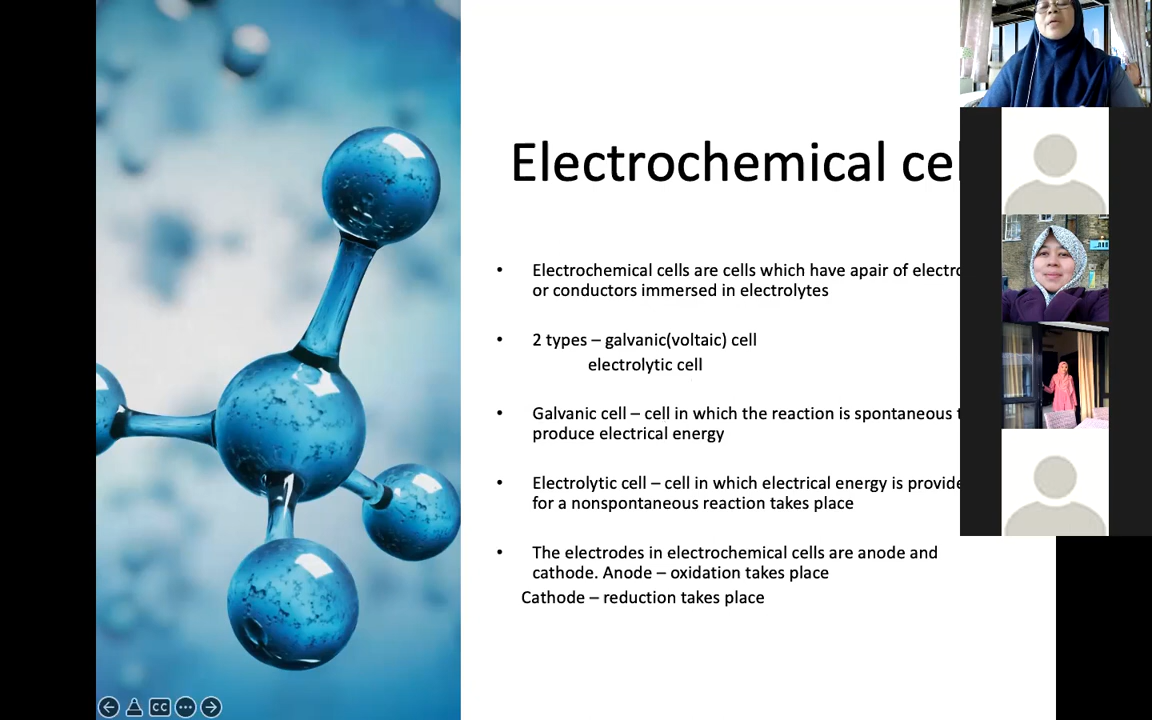 Electrochemical cel
• Electrochemical cells are cells which have apair of electro
or conductors immersed in electrolytes
• 2 types – galvanic(voltaic) cell
electrolytic cell
• Galvanic cell – cell in which the reaction is spontaneous t
produce electrical energy
• Electrolytic cell – cell in which electrical energy is provide
for a nonspontaneous reaction takes place
• The electrodes in electrochemical cells are anode and
cathode. Anode – oxidation takes place
Cathode – reduction takes place
CC